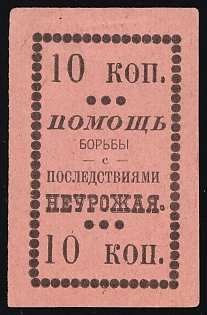 10 КОП.
ПОМОЩЬ
БОРЬБЫ
с
ПОСЛЕДСТВИЯМИ
НЕУРОЖАЯ.
10 КОП.